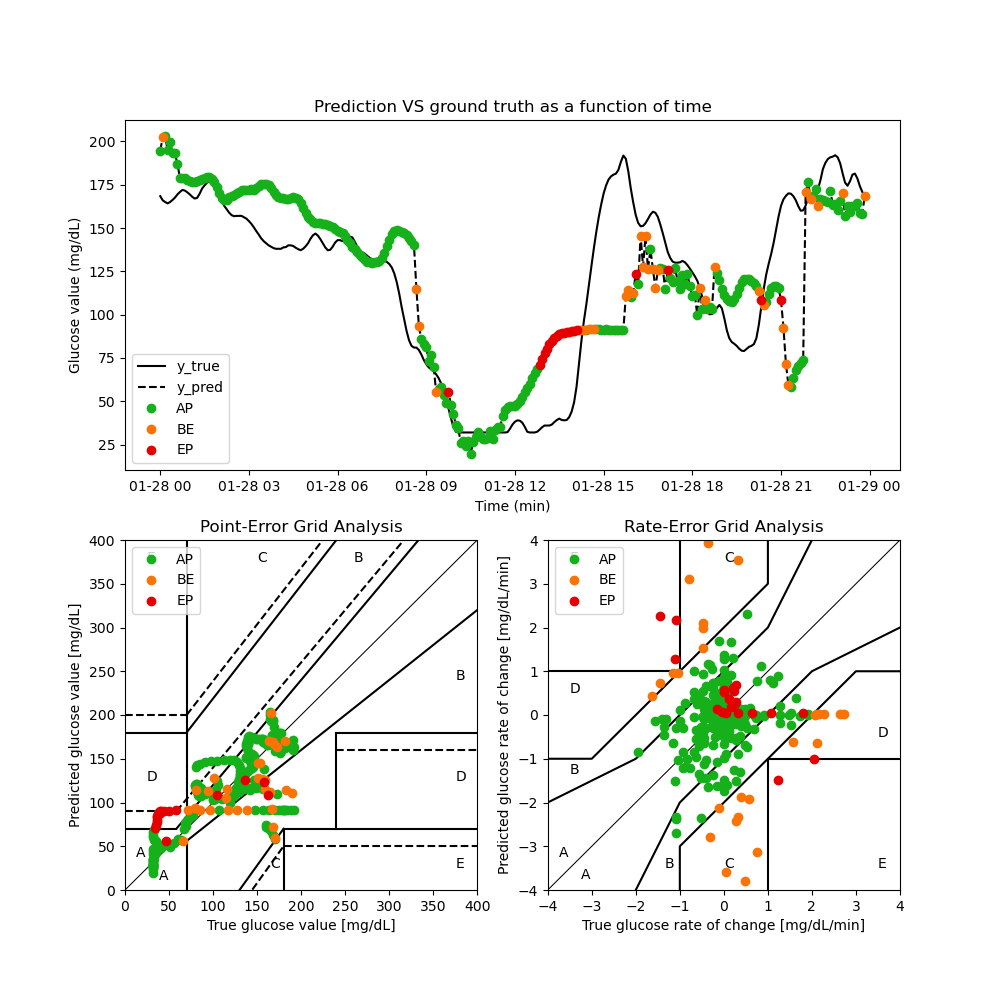 Prediction VS ground truth as a function of time
Glucose value (mg/dL)
200
175
150
125
100
75
50
25
y_true
y_pred
AP
BE
EP
01-28 00 01-28 03 01-28 06 01-28 09 01-28 12 01-28 15 01-28 18 01-28 21 01-29 00
Time (min)
Point-Error Grid Analysis
Predicted glucose value [mg/dL]
400
350
300
250
200
150
100
50
0
AP
BE
EP
C
B
B
D
D
A
A
C
E
0 50 100 150 200 250 300 350 400
True glucose value [mg/dL]
Rate-Error Grid Analysis
Predicted glucose rate of change [mg/dL/min]
4
3
2
1
0
−1
−2
−3
−4
AP
BE
EP
C
D
D
B
A
A
B
C
E
−4 −3 −2 −1 0 1 2 3 4
True glucose rate of change [mg/dL/min]